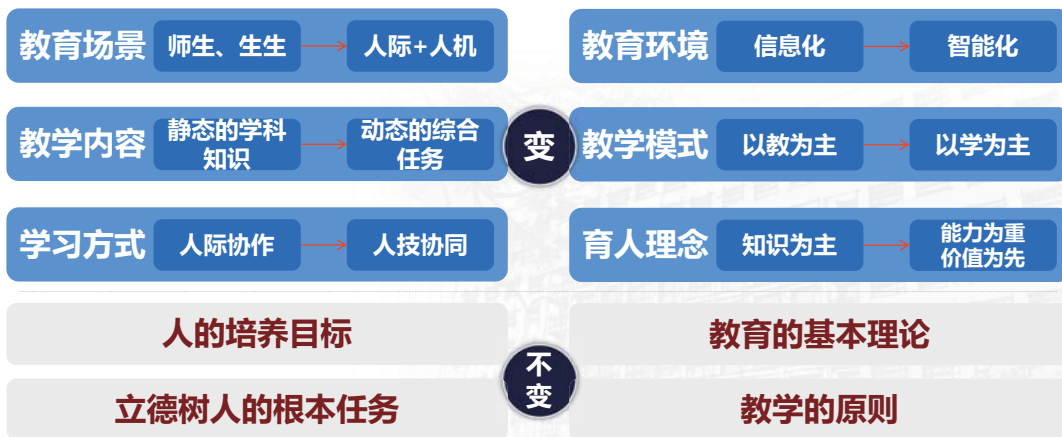 教育场景
师生、生生
人际+人机
教育环境
信息化
智能化
教学内容
静态的学科
知识
动态的综合
任务
变
教学模式
以教为主
以学为主
学习方式
人际协作
人技协同
育人理念
知识为主
能力为重
价值为先
人的培养目标
教育的基本理论
不
变
立德树人的根本任务
教学的原则